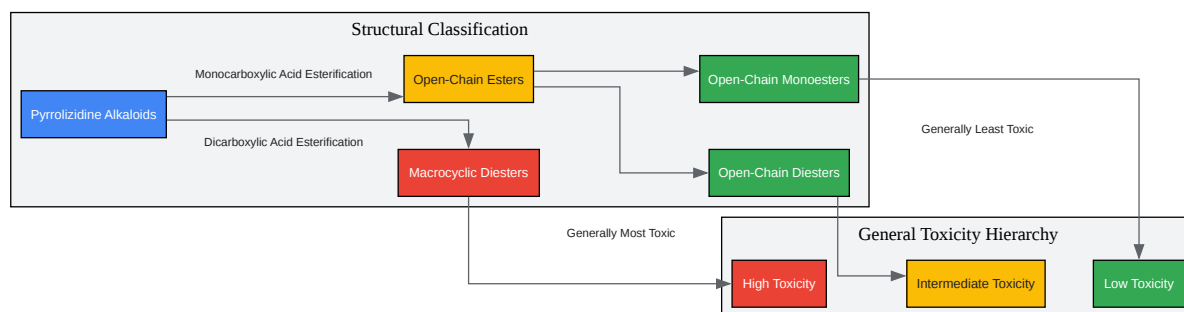 Structural Classification
Monocarboxylic Acid Esterification
Open-Chain Esters
Open-Chain Monoesters
Pyrrolizidine Alkaloids
Generally Least Toxic
Dicarboxylic Acid Esterification
Macrocyclic Diesters
Open-Chain Diesters
Generally Most Toxic
General Toxicity Hierarchy
High Toxicity
Intermediate Toxicity
Low Toxicity